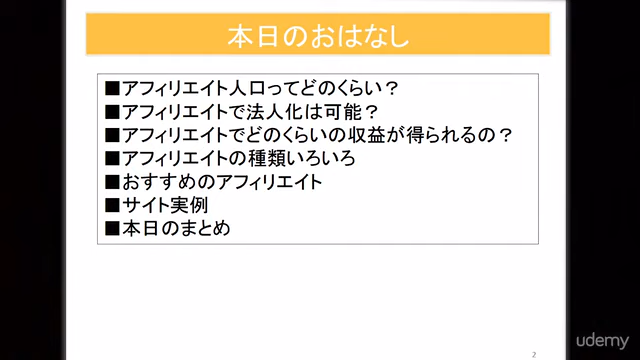 本日のおはなし
■アフィリエイト人口ってどのくらい？
■アフィリエイトで法人化は可能？
■アフィリエイトでどのくらいの収益が得られるの？
■アフィリエイトの種類いろいろ
■おすすめのアフィリエイト
■サイト実例
■本日のまとめ
udemy
2